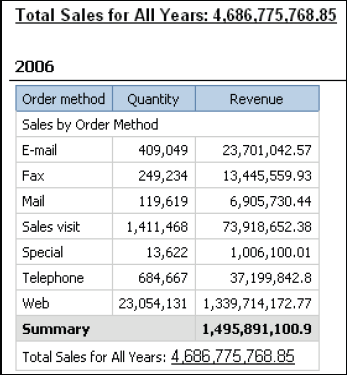 Total Sales for All Years: 4,686,775,768.85
2006
Order method Quantity Revenue
Sales by Order Method
E-mail 409,049 23,701,042.57
Fax 249,234 13,445,559.93
Mail 119,619 6,905,730.44
Sales visit 1,411,468 73,918,652.38
Special 13,622 1,006,100.01
Telephone 684,667 37,199,842.8
Web 23,054,131 1,339,714,172.77
Summary 1,495,891,100.9
Total Sales for All Years: 4,686,775,768.85